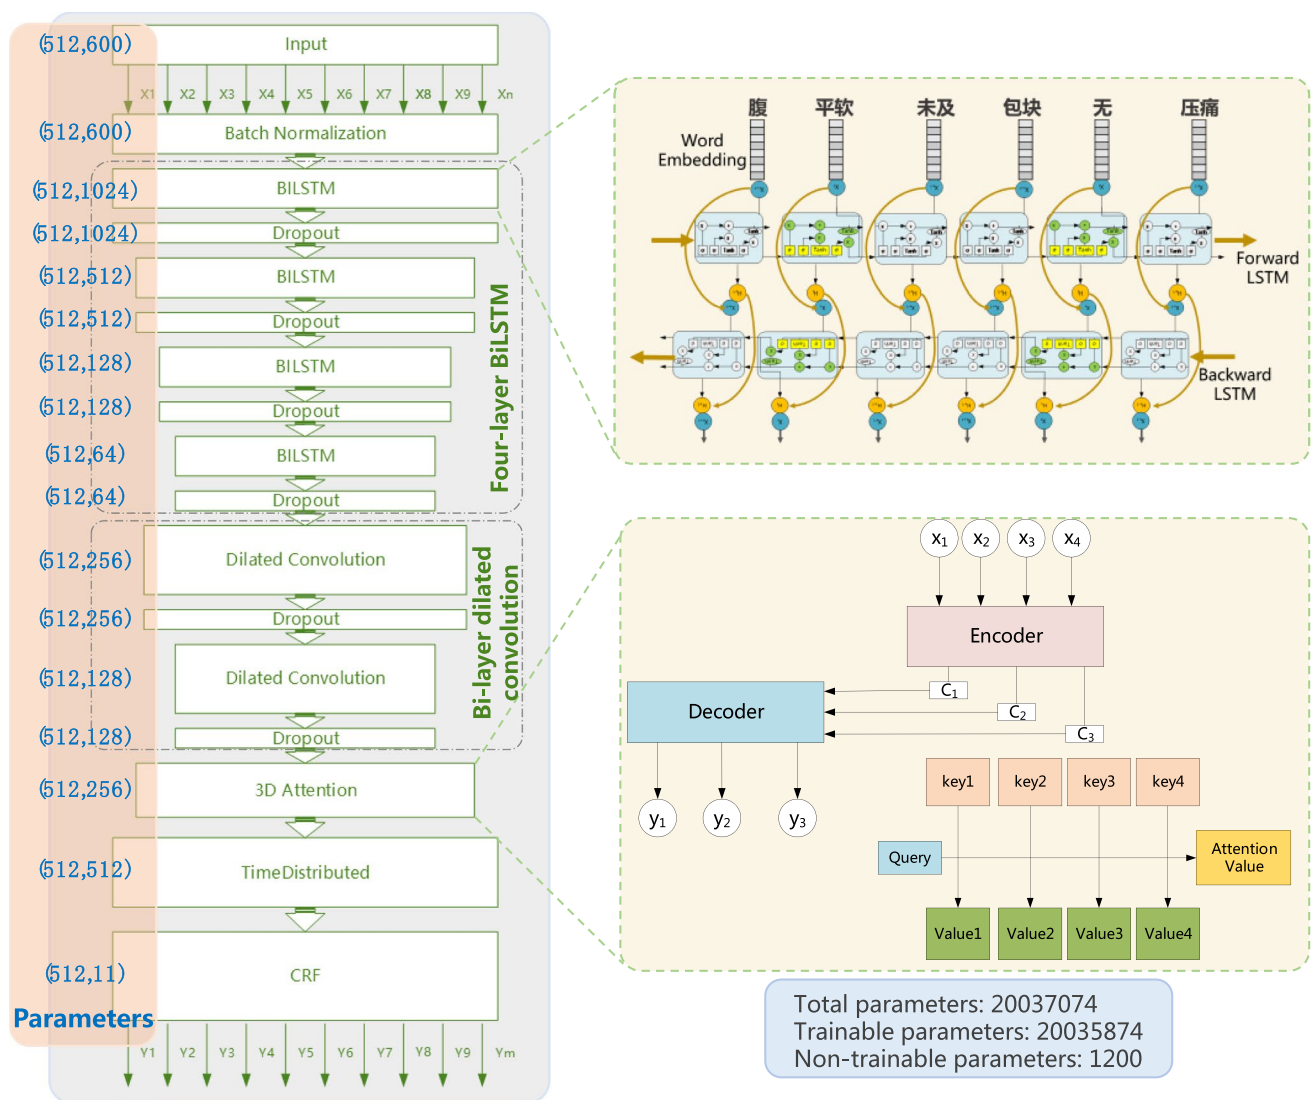 (512,600)
Input
X1 X2 X3 X4 X5 X6 X7 X8 X9 Xn
(512,600)
Batch Normalization
(512,1024)
BILSTM
(512,1024)
Dropout
(512,512)
BILSTM
(512,512)
Dropout
(512,128)
BILSTM
(512,128)
Dropout
(512,64)
BILSTM
(512,64)
Dropout
Four-layer BiLSTM
(512,256)
Dilated Convolution
(512,256)
Dropout
(512,128)
Dilated Convolution
(512,128)
Dropout
Bi-layer dilated
convolution
(512,256)
3D Attention
(512,512)
TimeDistributed
(512,11)
CRF
Parameters
Y1 Y2 Y3 Y4 Y5 Y6 Y7 Y8 Y9 Ym
腹 平软 未及 包块 无 压痛
Word
Embedding
Forward
LSTM
Backward
LSTM
x1 x2 x3 x4
Encoder
C1
C2
C3
Decoder
y1 y2 y3
key1 key2 key3 key4
Query
Attention
Value
Value1 Value2 Value3 Value4
Total parameters: 20037074
Trainable parameters: 20035874
Non-trainable parameters: 1200